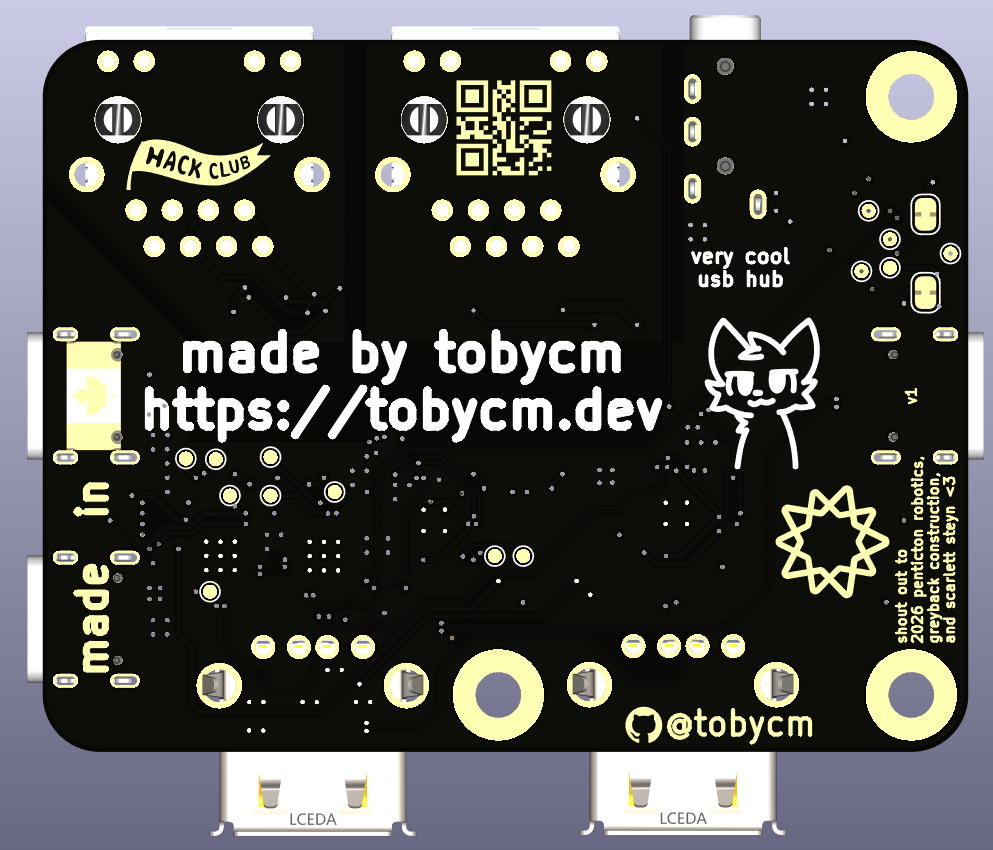 HACK CLUB
very cool
usb hub
made by tobycm
https://tobycm.dev
v1
made in
shout out to
2026 penticton robotics,
greyback construction,
and scarlett steyn <3
@tobycm
LCEDA
LCEDA